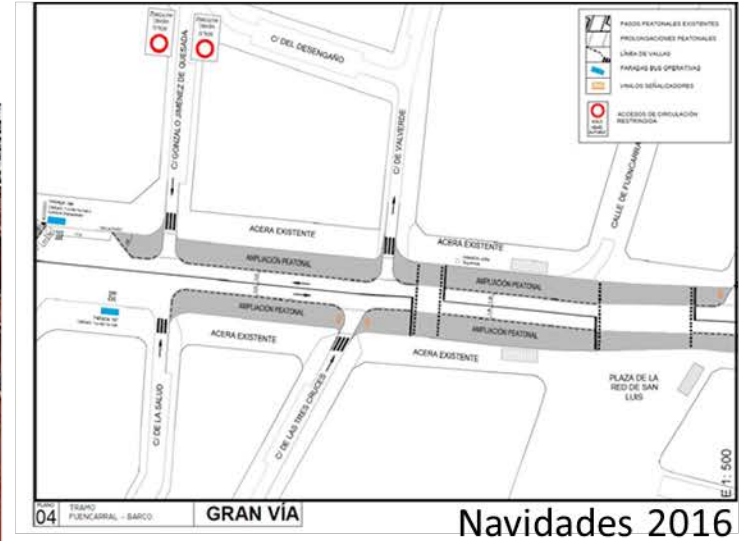 C/ GONZALO JIMÉNEZ DE QUESADA
C/ DEL DESENGAÑO
C/ DE VALVERDE
CALLE DE FUENCARRAL
PASOS PEATONALES EXISTENTES
PROLONGACIONES PEATONALES
LÍNEA DE VALLAS
PARADAS BUS OPERATIVAS
VINILOS SEÑALIZADORES
ACCESOS DE CIRCULACIÓN
RESTRINGIDA
ACERA EXISTENTE
ACERA EXISTENTE
AMPLIACIÓN PEATONAL
AMPLIACIÓN PEATONAL
AMPLIACIÓN PEATONAL
AMPLIACIÓN PEATONAL
ACERA EXISTENTE
ACERA EXISTENTE
C/ DE LA SALUD
C/ DE LAS TRES CRUCES
PLAZA DE LA
RED DE SAN
LUIS
E/1: 500
PLANO
04
TRAMO
FUENCARRAL - BARCO
GRAN VÍA
Navidades 2016